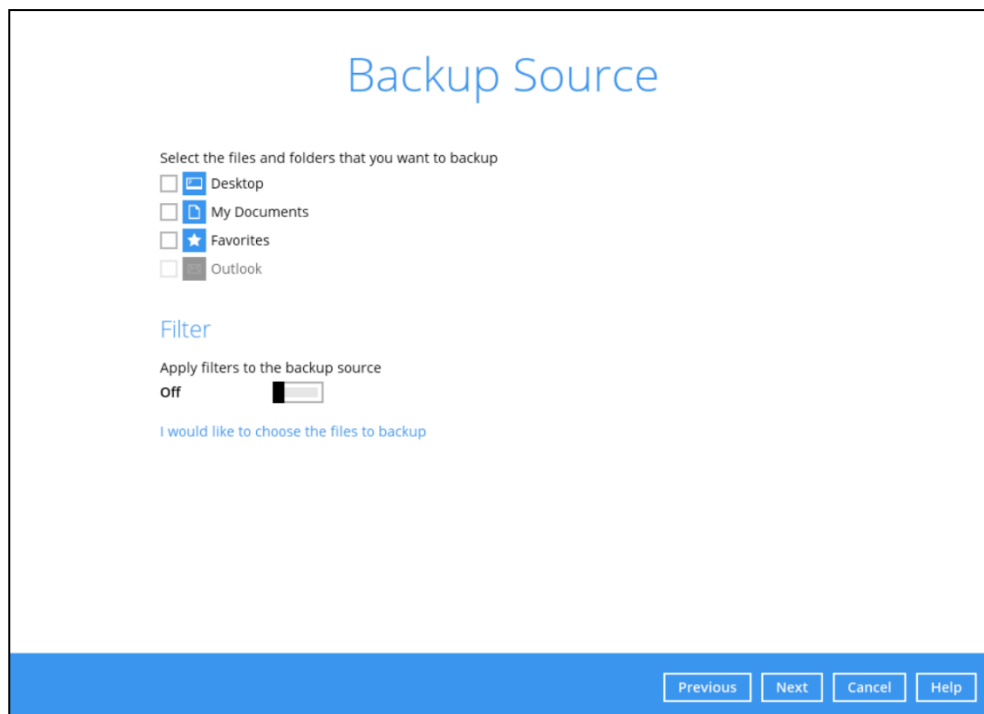 Backup Source
Select the files and folders that you want to backup
Desktop
My Documents
Favorites
Outlook
Filter
Apply filters to the backup source
Off
I would like to choose the files to backup
Previous Next Cancel Help